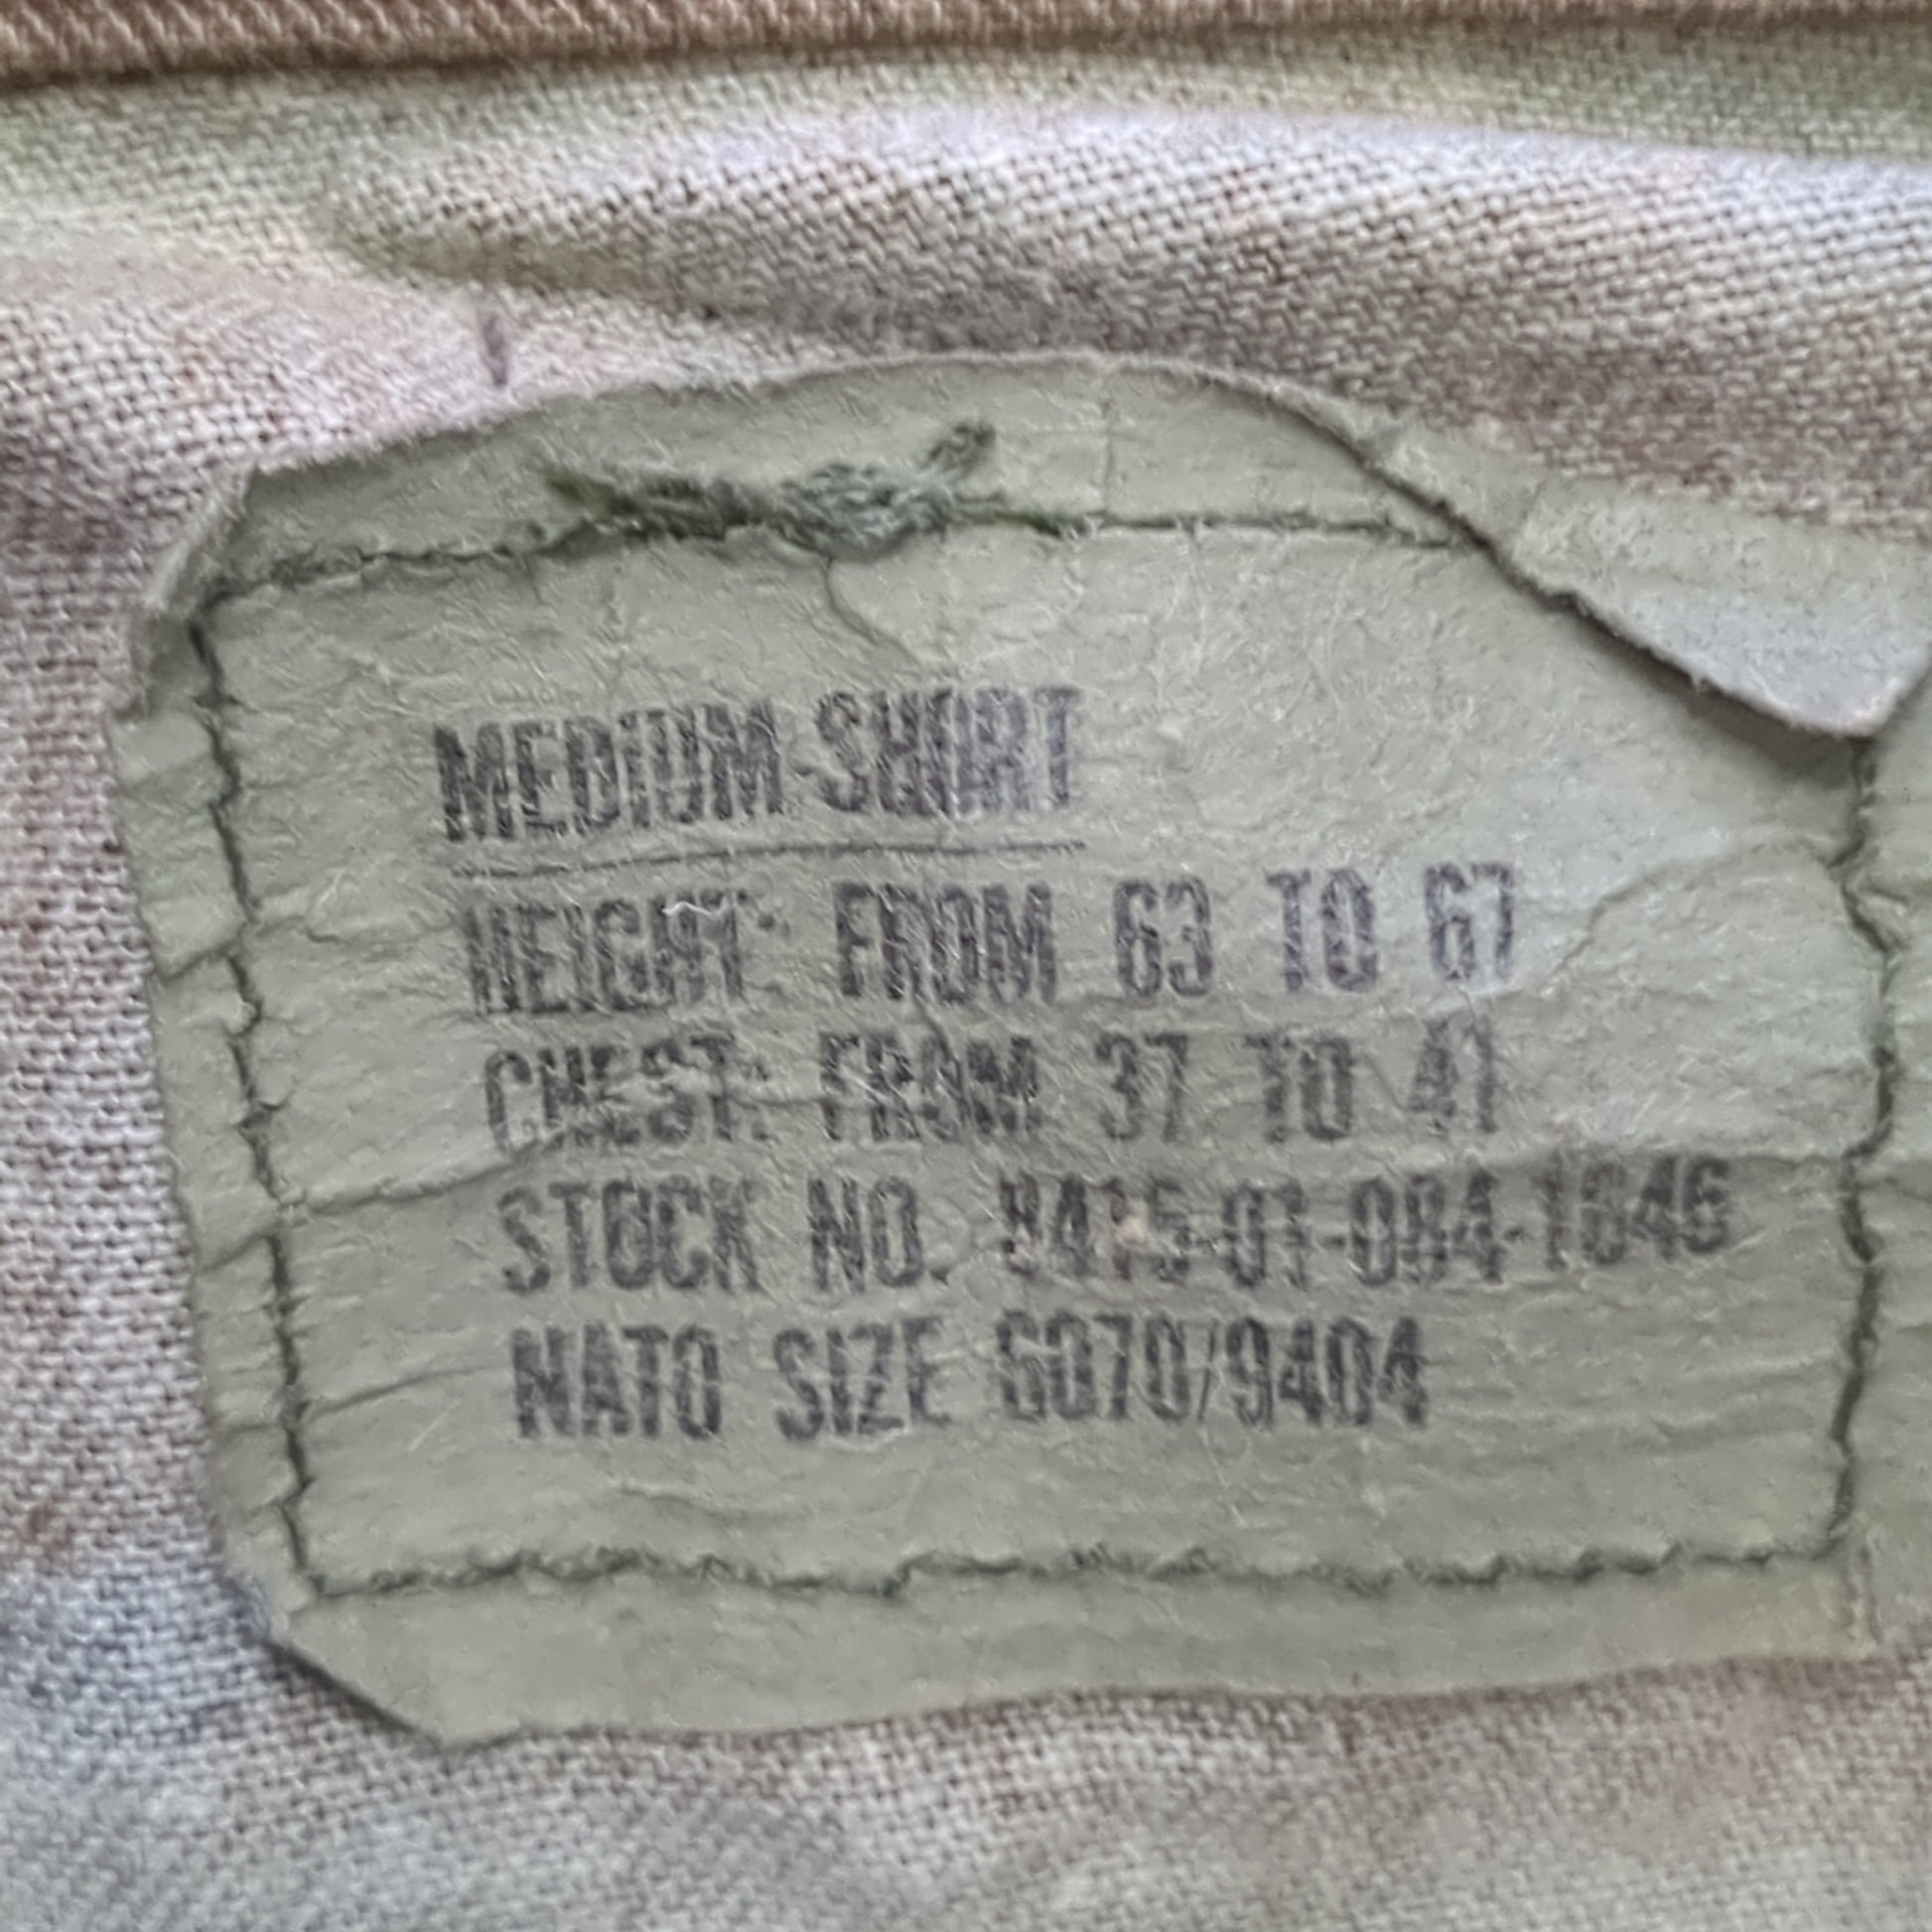 MEDIUM-SHORT
HEIGHT: FROM 63 TO 67
CHEST: FROM 37 TO 41
STOCK NO. 8415-01-084-1646
NATO SIZE 6070/9404